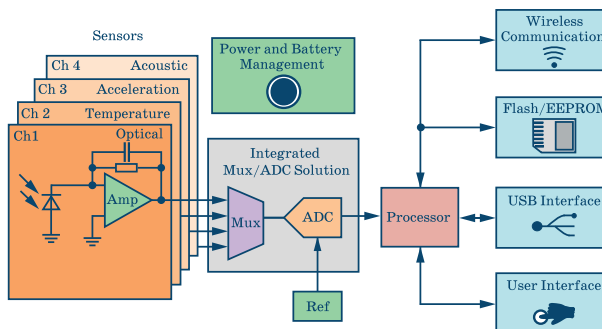 Sensors
Ch 4 Acoustic
Ch 3 Acceleration
Ch 2 Temperature
Ch1
Optical
Amp
Power and Battery
Management
Integrated
Mux/ADC Solution
Mux
ADC
Ref
Processor
Wireless
Communication
Flash/EEPROM
USB Interface
User Interface